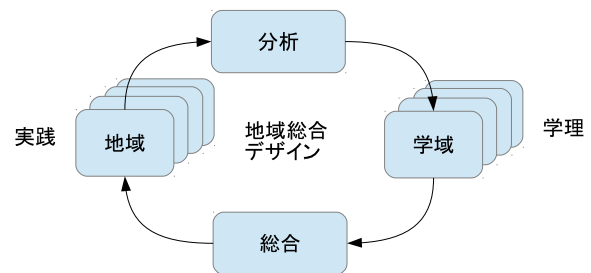 分析
実践
地域
地域総合
デザイン
学域
学理
総合